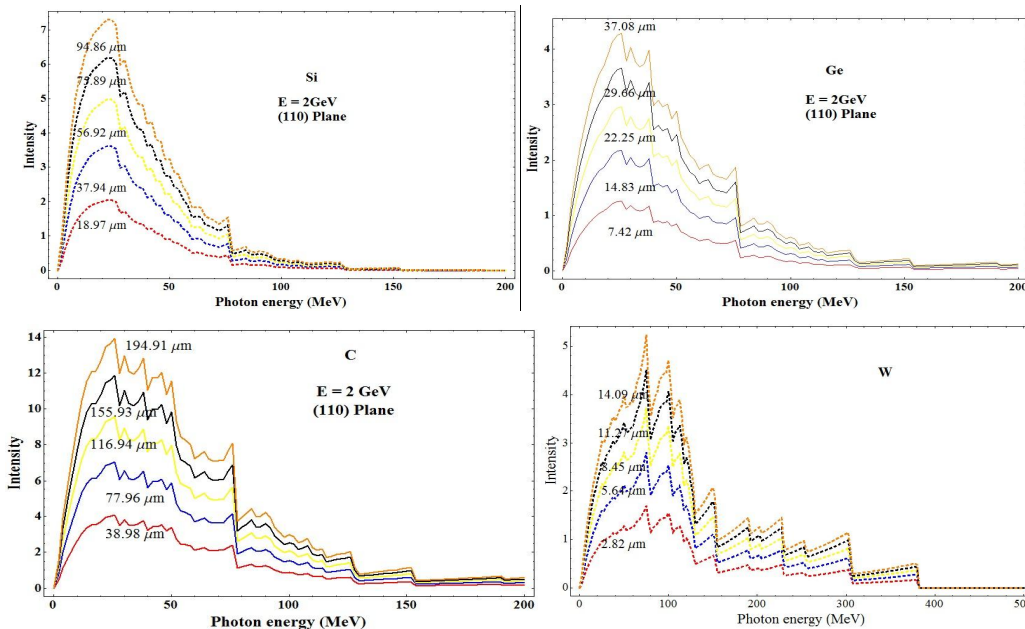 7
6
5
4
3
2
1
0
Intensity
94.86 μm
75.89 μm
56.92 μm
37.94 μm
18.97 μm
Si
E = 2GeV
(110) Plane
0 50 100 150 200
Photon energy (MeV)
4
3
2
1
0
Intensity
37.08 μm
29.66 μm
22.25 μm
14.83 μm
7.42 μm
Ge
E = 2GeV
(110) Plane
0 50 100 150 200
Photon energy (MeV)
14
12
10
8
6
4
2
0
Intensity
194.91 μm
155.93 μm
116.94 μm
77.96 μm
38.98 μm
C
E = 2 GeV
(110) Plane
0 50 100 150 200
Photon energy (MeV)
5
4
3
2
1
0
Intensity
14.09 μm
11.27 μm
8.45 μm
5.64 μm
2.82 μm
W
0 100 200 300 400 500
Photon energy (MeV)